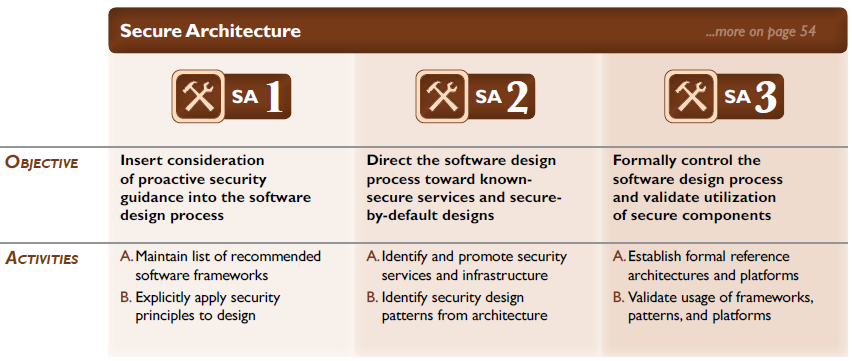 Secure Architecture ...more on page 54
SA 1 SA 2 SA 3
OBJECTIVE
Insert consideration
of proactive security
guidance into the software
design process
Direct the software design
process toward known-
secure services and secure-
by-default designs
Formally control the
software design process
and validate utilization
of secure components
ACTIVITIES
A. Maintain list of recommended
software frameworks
B. Explicitly apply security
principles to design
A. Identify and promote security
services and infrastructure
B. Identify security design
patterns from architecture
A. Establish formal reference
architectures and platforms
B. Validate usage of frameworks,
patterns, and platforms